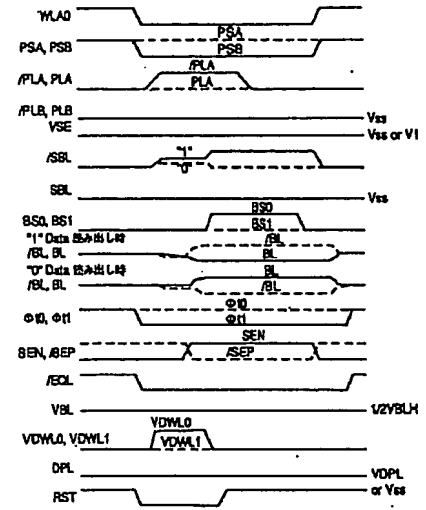 WLA0
PSA
PSA, PSB
PSB
/PLA
/PLA, PLA
PLA
/PLB, PLB
Vss
VSE
Vss or V1
"1"
/SBL
"0"
SBL
Vss
BS0
BS0, BS1
BS1
"1" Data 読み出し時
/BL
/BL, BL
BL
"0" Data 読み出し時
BL
/BL, BL
/BL
Φt0
Φt0, Φt1
Φt1
SEN
SEN, /SEP
/SEP
/EQL
VBL
1/2VBLH
VDWL0
VDWL0, VDWL1
VDWL1
DPL
VDPL
or Vss
RST